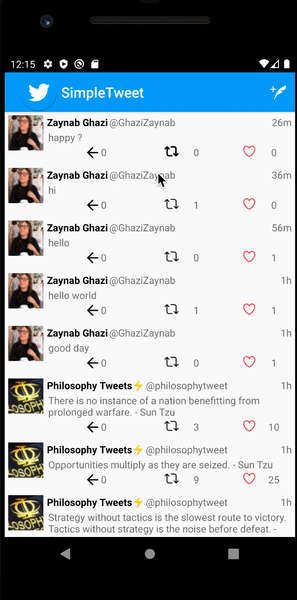 12:15
SimpleTweet
Zaynab Ghazi @GhaziZaynab 26m
happy ?
0 0 0
Zaynab Ghazi @GhaziZaynab 36m
hi
0 1 0
Zaynab Ghazi @GhaziZaynab 56m
hello
0 0 1
Zaynab Ghazi @GhaziZaynab 1h
hello world
0 1 1
Zaynab Ghazi @GhaziZaynab 1h
good day
0 0 1
Philosophy Tweets⚡ @philosophytweet 1h
There is no instance of a nation benefitting from
prolonged warfare. - Sun Tzu
0 3 10
Philosophy Tweets⚡ @philosophytweet 1h
Opportunities multiply as they are seized. - Sun Tzu
0 9 25
Philosophy Tweets⚡ @philosophytweet 1h
Strategy without tactics is the slowest route to victory.
Tactics without strategy is the noise before defeat. -